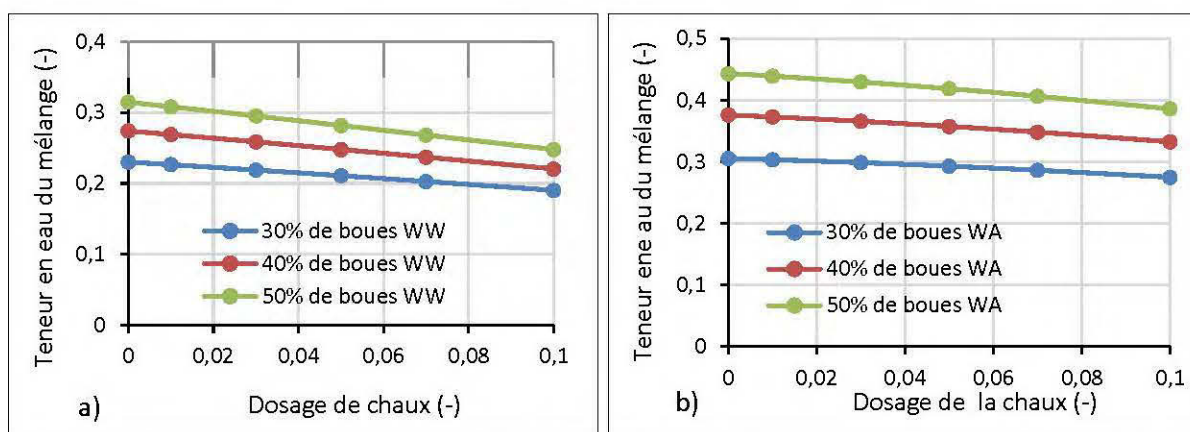 Teneur en eau du mélange (-)
0,4
0,3
0,2
0,1
0
30% de boues WW
40% de boues WW
50% de boues WW
0 0,02 0,04 0,06 0,08 0,1
a) Dosage de chaux (-)
Teneur ene au du mélange (-)
0,5
0,4
0,3
0,2
0,1
0
30% de boues WA
40% de boues WA
50% de boues WA
0 0,02 0,04 0,06 0,08 0,1
b) Dosage de la chaux (-)